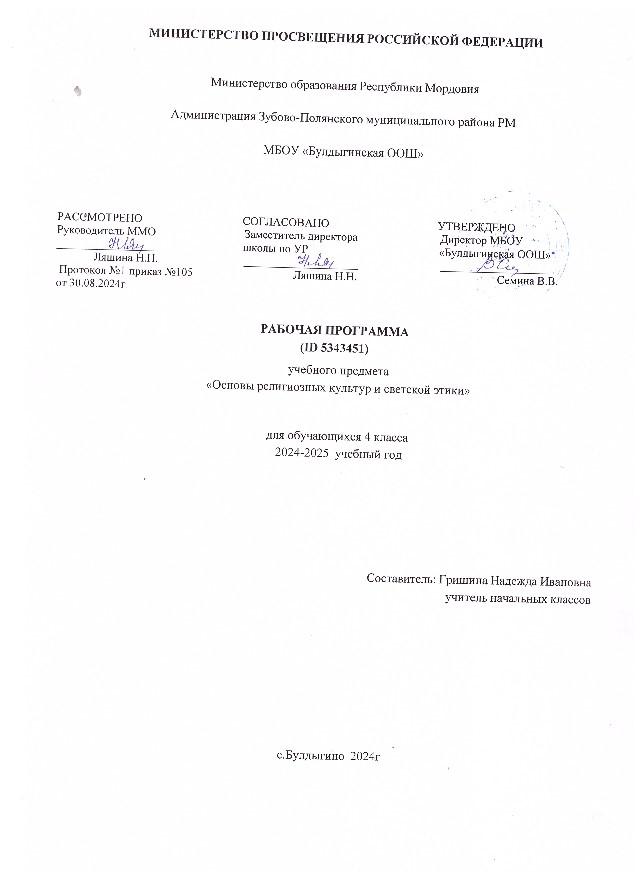 МИНИСТЕРСТВО ПРОСВЕЩЕНИЯ РОССИЙСКОЙ ФЕДЕРАЦИИ
Министерство образования Республики Мордовия
Администрация Зубово-Полянского муниципального района РМ
МБОУ «Булдыгинская ООШ»
РАССМОТРЕНО
Руководитель ММО
Ляшина Н.Н.
Протокол №1 приказ №105
от 30.08.2024г
СОГЛАСОВАНО
Заместитель директора
школы по УР
Ляшина Н.Н.
УТВЕРЖДЕНО
Директор МБОУ
«Булдыгинская ООШ»
Семина В.В.
РАБОЧАЯ ПРОГРАММА
(ID 5343451)
учебного предмета
«Основы религиозных культур и светской этики»
для обучающихся 4 класса
2024-2025 учебный год
Составитель: Гришина Надежда Ивановна
учитель начальных классов
с.Булдыгино 2024г